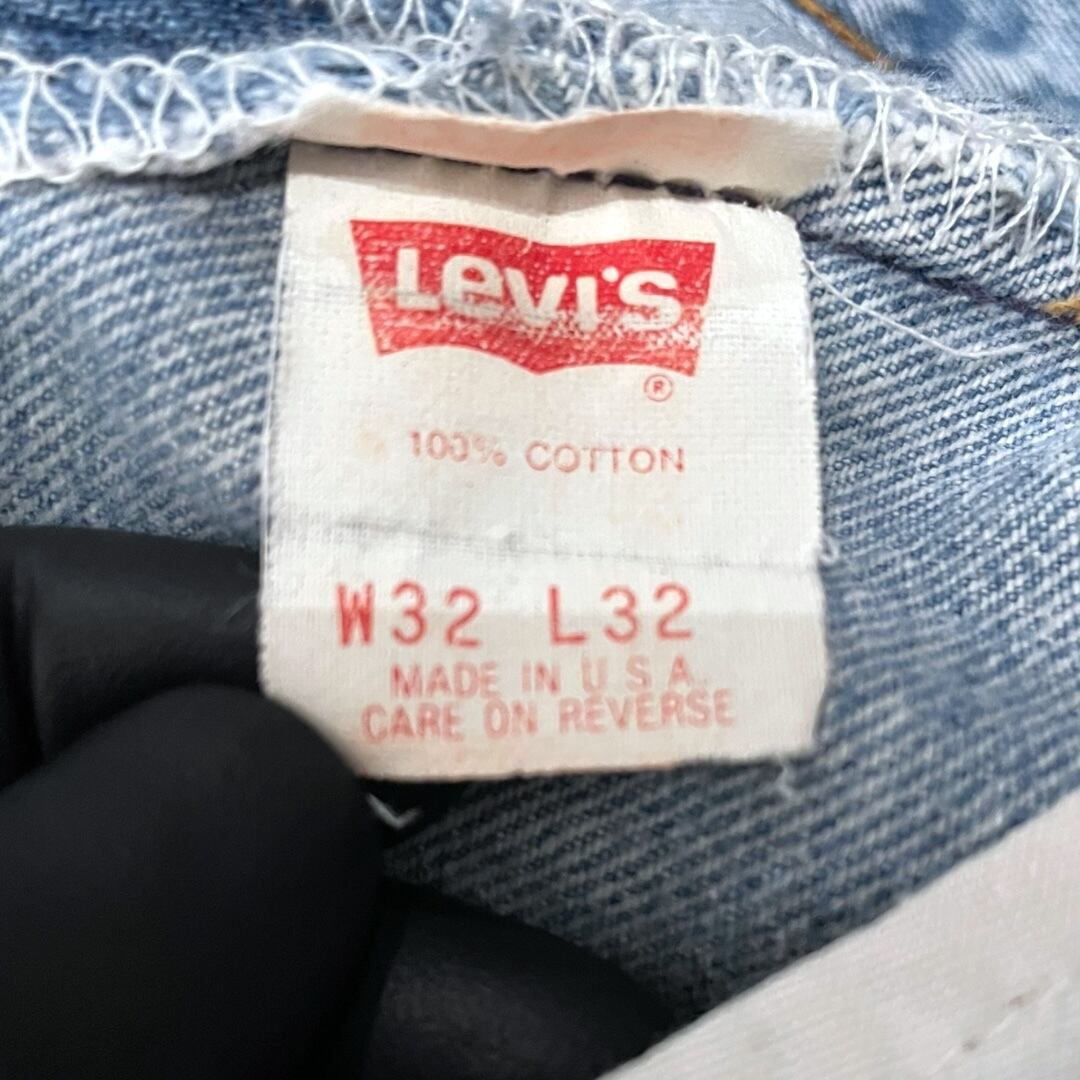 Levi's
®
100% COTTON
W32 L32
MADE IN U S A.
CARE ON REVERSE